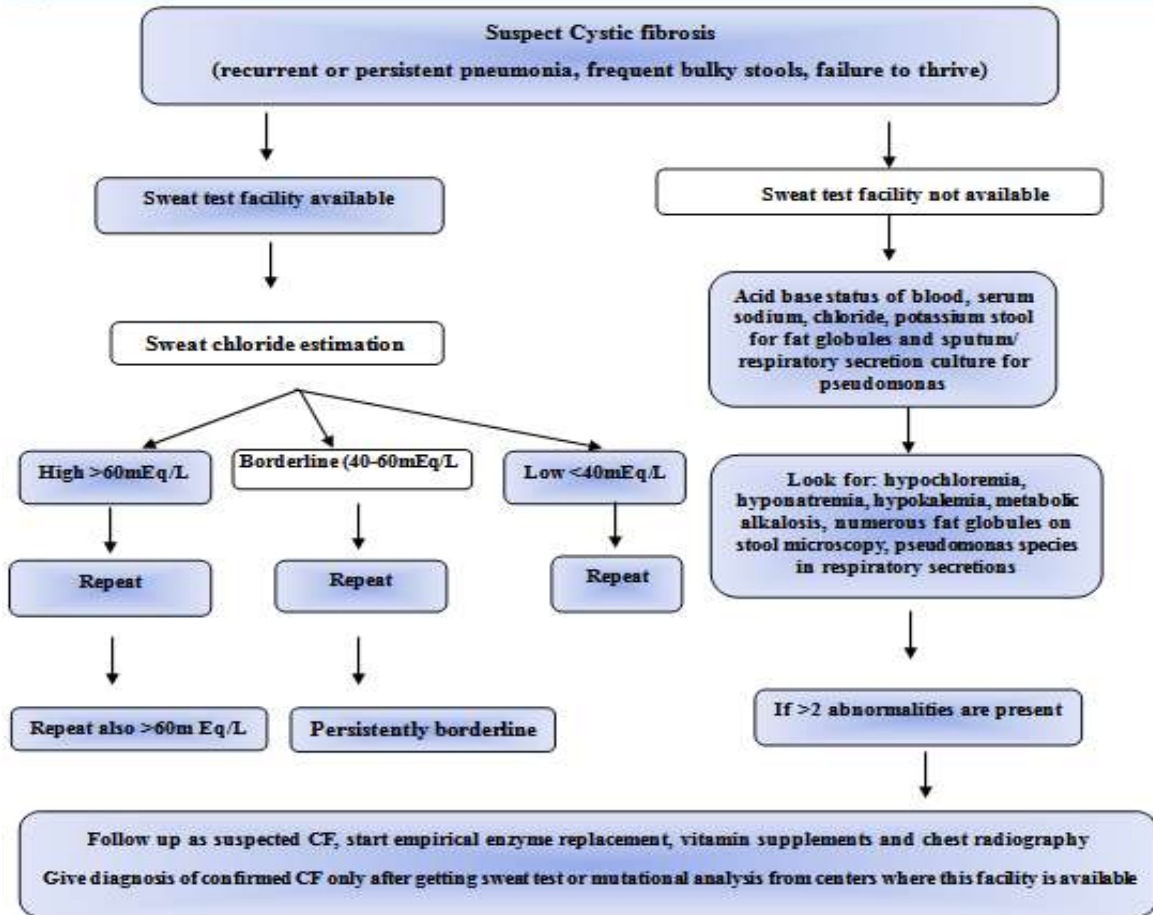 Suspect Cystic fibrosis
(recurrent or persistent pneumonia, frequent bulky stools, failure to thrive)
Sweat test facility available
Sweat test facility not available
Sweat chloride estimation
Acid base status of blood, serum
sodium, chloride, potassium stool
for fat globules and sputum/
respiratory secretion culture for
pseudomonas
High >60mEq/L
Borderline (40-60mEq/L
Low <40mEq/L
Look for: hypochloremia,
hyponatremia, hypokalemia, metabolic
alkalosis, numerous fat globules on
stool microscopy, pseudomonas species
in respiratory secretions
Repeat
Repeat
Repeat
Repeat also >60m Eq/L
Persistently borderline
If >2 abnormalities are present
Follow up as suspected CF, start empirical enzyme replacement, vitamin supplements and chest radiography
Give diagnosis of confirmed CF only after getting sweat test or mutational analysis from centers where this facility is available